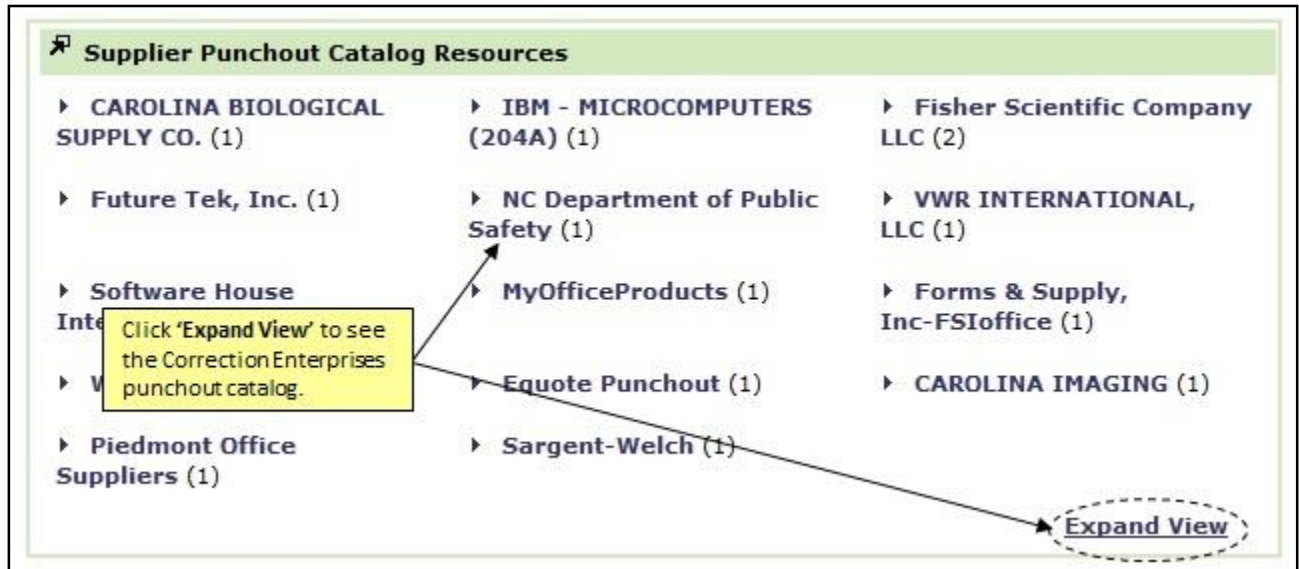 Supplier Punchout Catalog Resources
CAROLINA BIOLOGICAL
SUPPLY CO. (1)
IBM - MICROCOMPUTERS
(204A) (1)
Fisher Scientific Company
LLC (2)
Future Tek, Inc. (1)
NC Department of Public
Safety (1)
VWR INTERNATIONAL,
LLC (1)
Software House
MyOfficeProducts (1)
Forms & Supply,
Inc-FSIoffice (1)
Click ‘Expand View’ to see
the Correction Enterprises
punchout catalog.
Equote Punchout (1)
CAROLINA IMAGING (1)
Piedmont Office
Suppliers (1)
Sargent-Welch (1)
Expand View